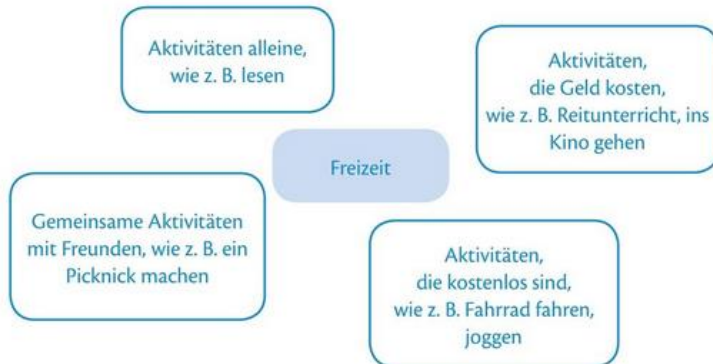 Aktivitäten alleine,
wie z. B. lesen
Aktivitäten,
die Geld kosten,
wie z. B. Reitunterricht, ins
Kino gehen
Freizeit
Gemeinsame Aktivitäten
mit Freunden, wie z. B. ein
Picknick machen
Aktivitäten,
die kostenlos sind,
wie z. B. Fahrrad fahren,
joggen